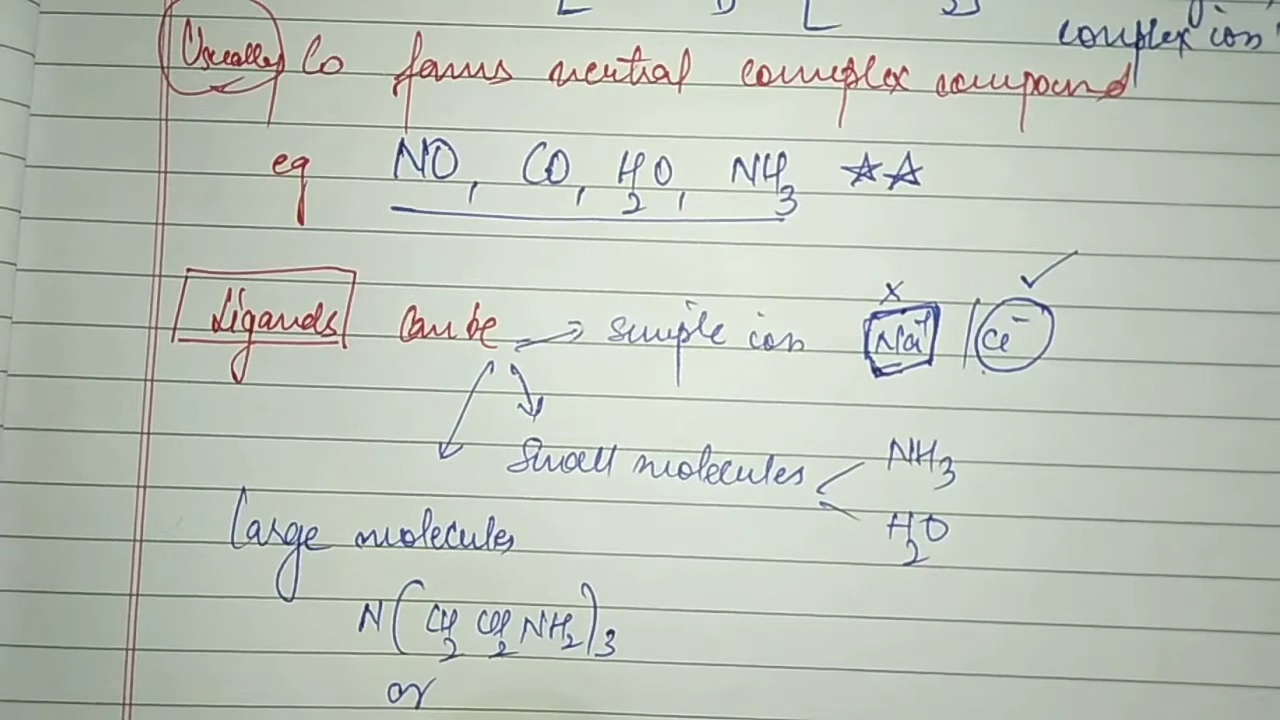 complex ion
Usually CO forms neutral complex compound
eg NO, CO, H2O, NH3 ☆☆
Ligands can be → simple ion Na+ / Cl-
Small molecules NH3
H2O
Large molecules
N(CH2CH2NH2)3
or